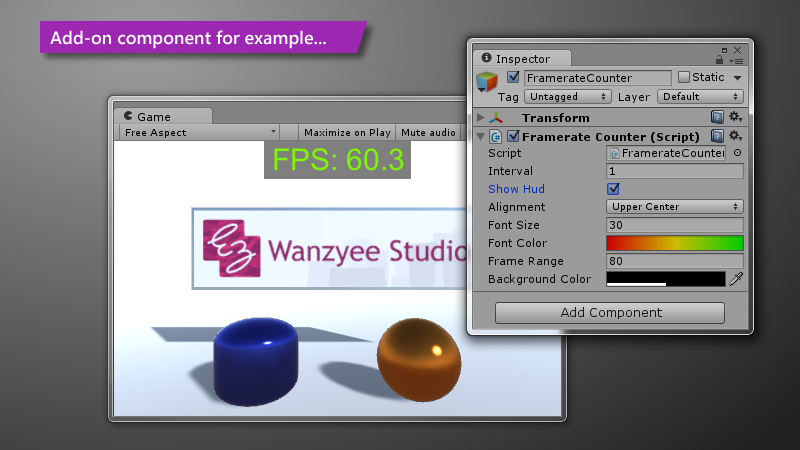 Add-on component for example...
Game
Free Aspect
Maximize on Play
Mute audio
FPS: 60.3
Wanzyee Studio
Inspector
FramerateCounter
Static
Tag
Untagged
Layer
Default
Transform
Framerate Counter (Script)
Script
FramerateCounter
Interval
1
Show Hud
Alignment
Upper Center
Font Size
30
Font Color
Frame Range
80
Background Color
Add Component